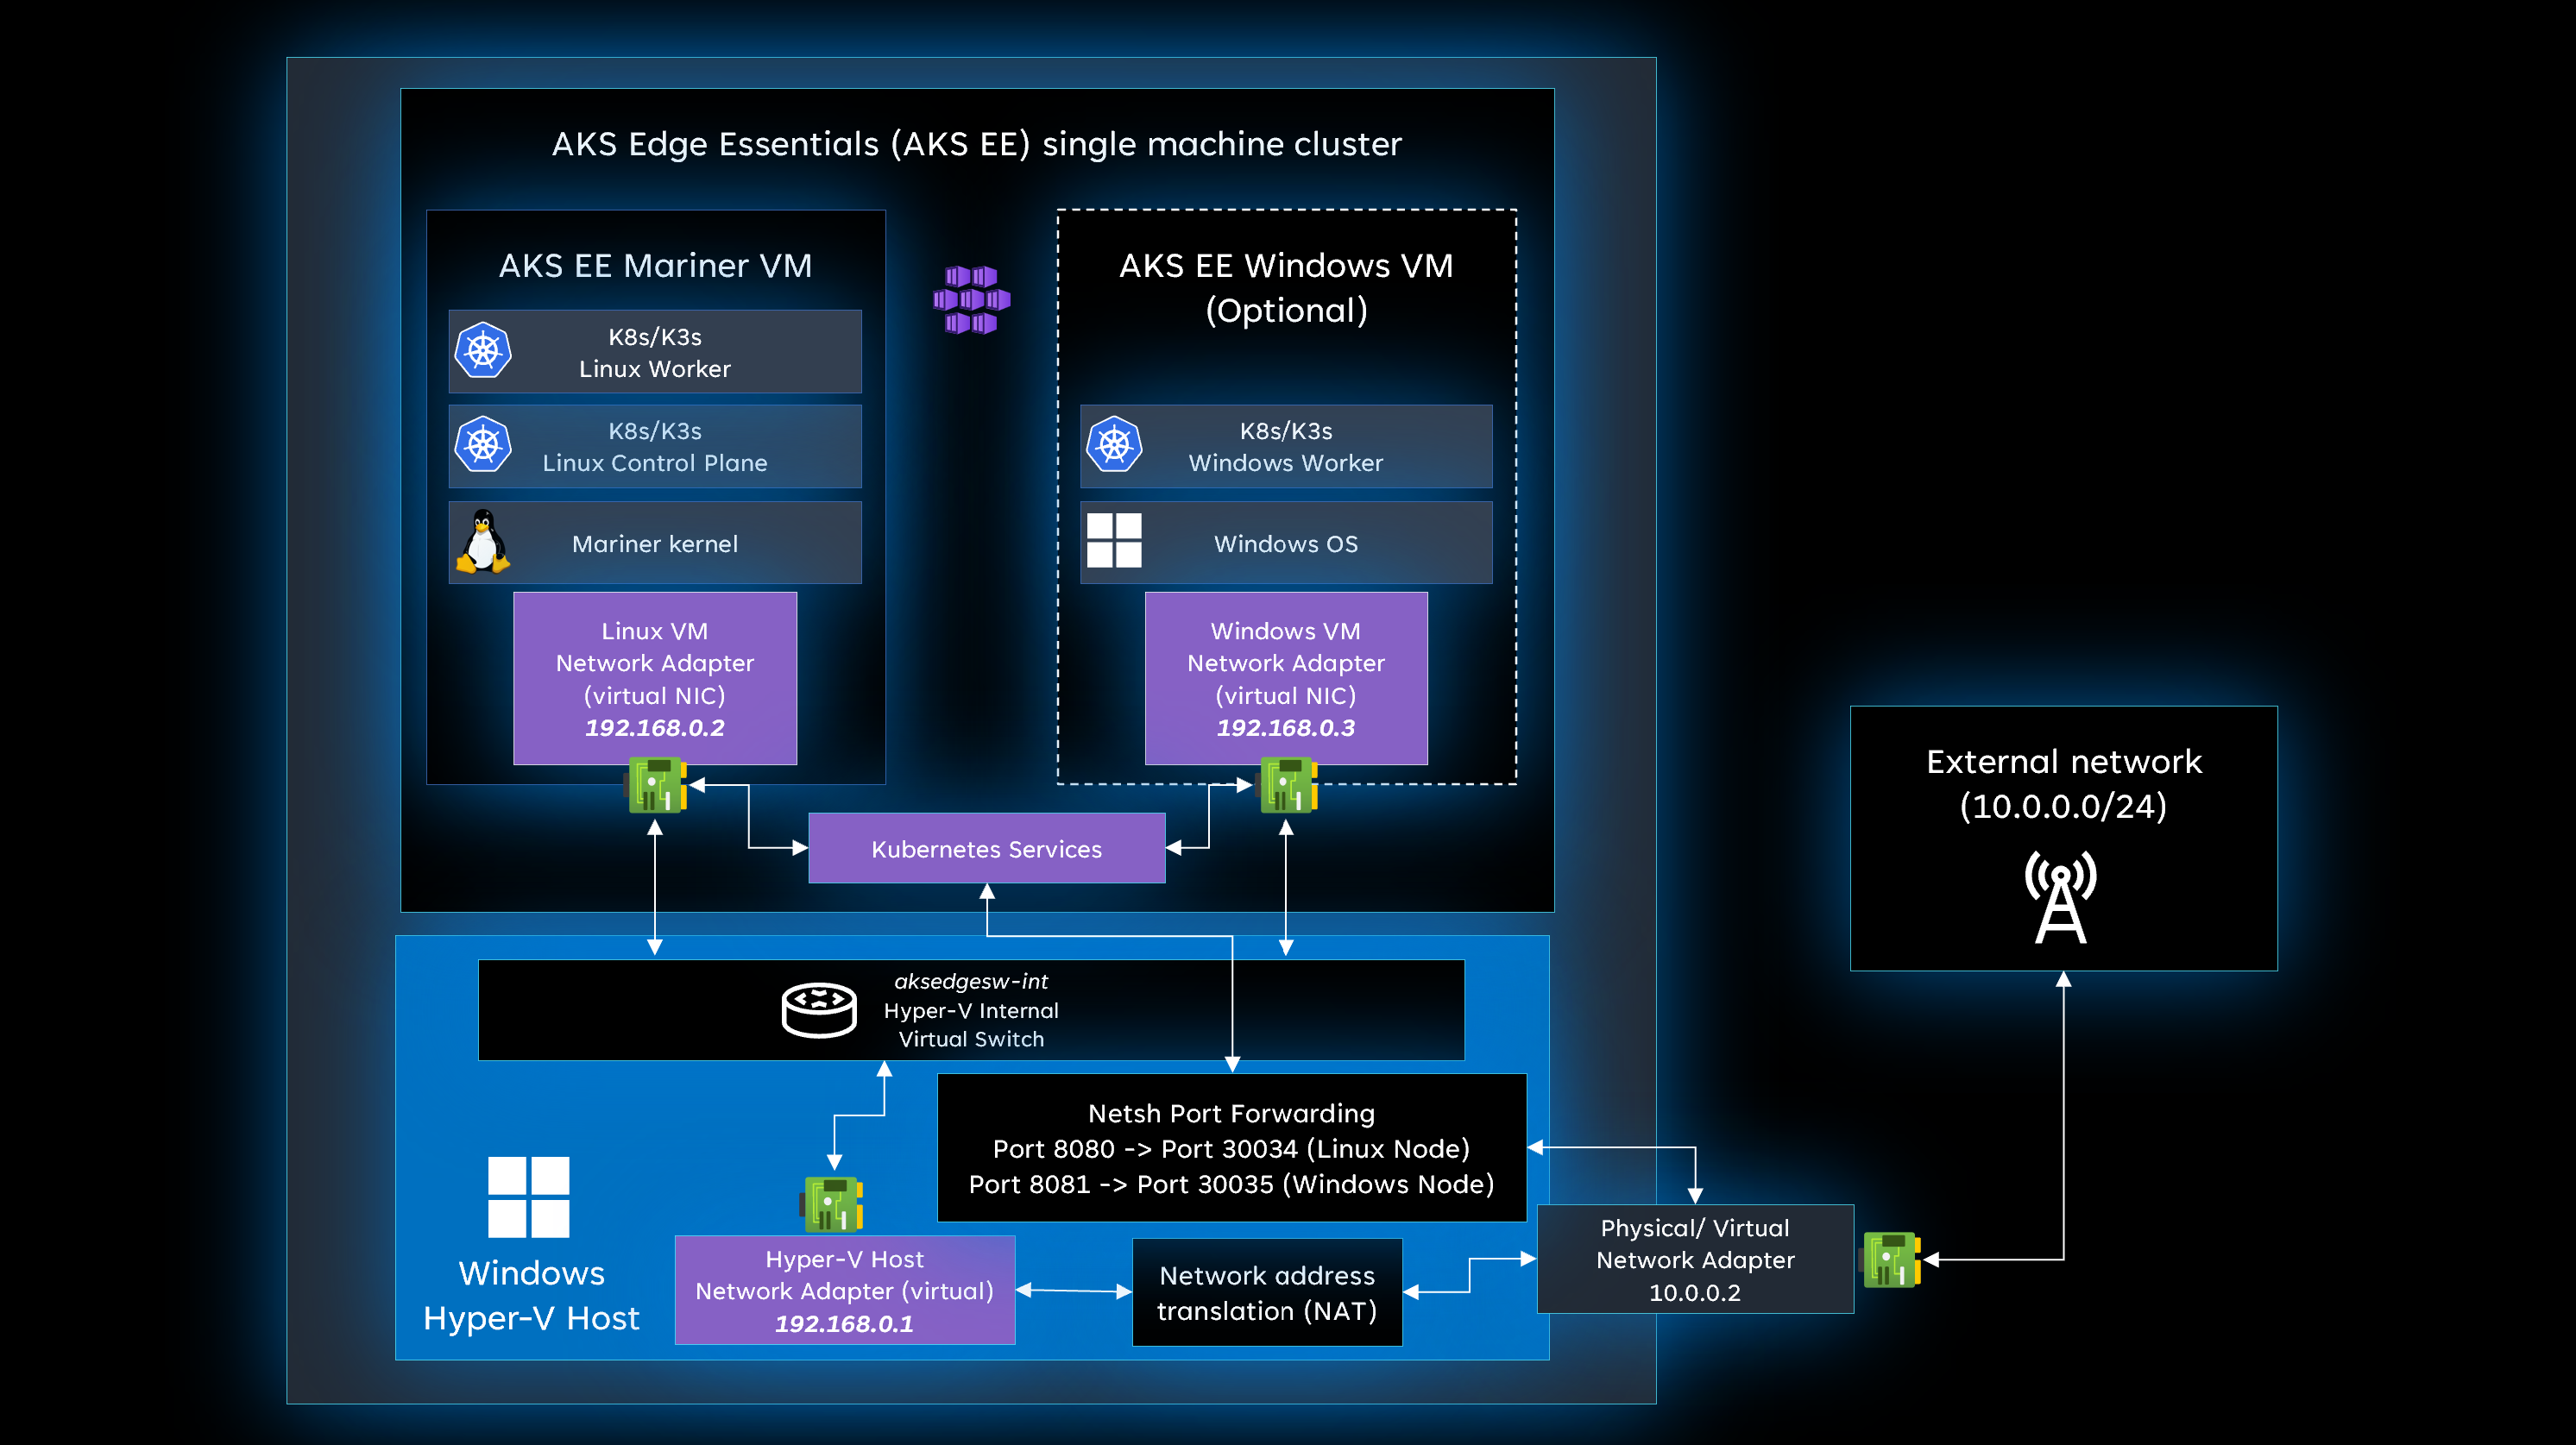 AKS Edge Essentials (AKS EE) single machine cluster
AKS EE Mariner VM
K8s/K3s
Linux Worker
K8s/K3s
Linux Control Plane
Mariner kernel
Linux VM
Network Adapter
(virtual NIC)
192.168.0.2
AKS EE Windows VM
(Optional)
K8s/K3s
Windows Worker
Windows OS
Windows VM
Network Adapter
(virtual NIC)
192.168.0.3
Kubernetes Services
aksedgesw-int
Hyper-V Internal
Virtual Switch
Netsh Port Forwarding
Port 8080 -> Port 30034 (Linux Node)
Port 8081 -> Port 30035 (Windows Node)
Windows
Hyper-V Host
Hyper-V Host
Network Adapter (virtual)
192.168.0.1
Network address
translation (NAT)
Physical/ Virtual
Network Adapter
10.0.0.2
External network
(10.0.0.0/24)